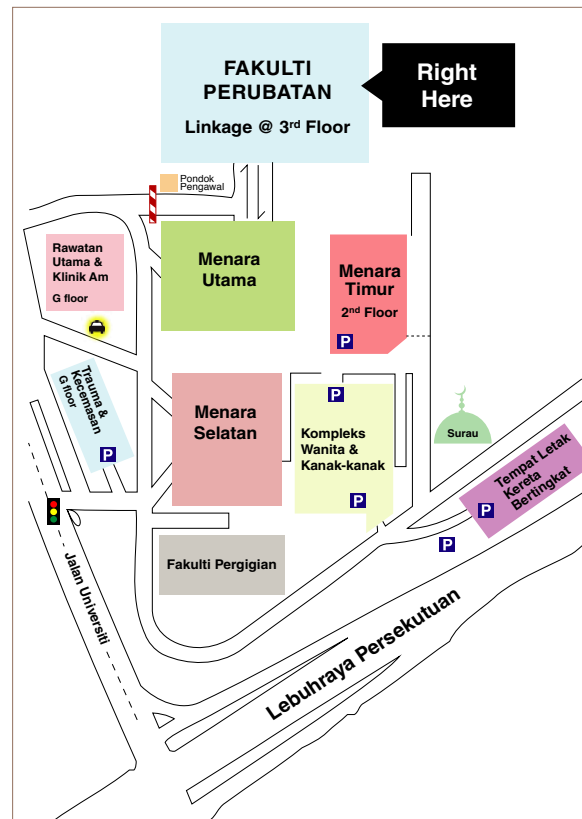 FAKULTI
PERUBATAN
Linkage @ 3rd Floor
Right
Here
Pondok
Pengawal
Rawatan
Utama &
Klinik Am
G floor
Menara
Utama
Menara
Timur
2nd Floor
P
Trauma &
Kecemasan
G floor
P
Menara
Selatan
P
Kompleks
Wanita &
Kanak-kanak
P
Surau
Tempat Letak
Kereta
Bertingkat
P
P
Fakulti Pergigian
Jalan Universiti
Lebuhraya Persekutuan